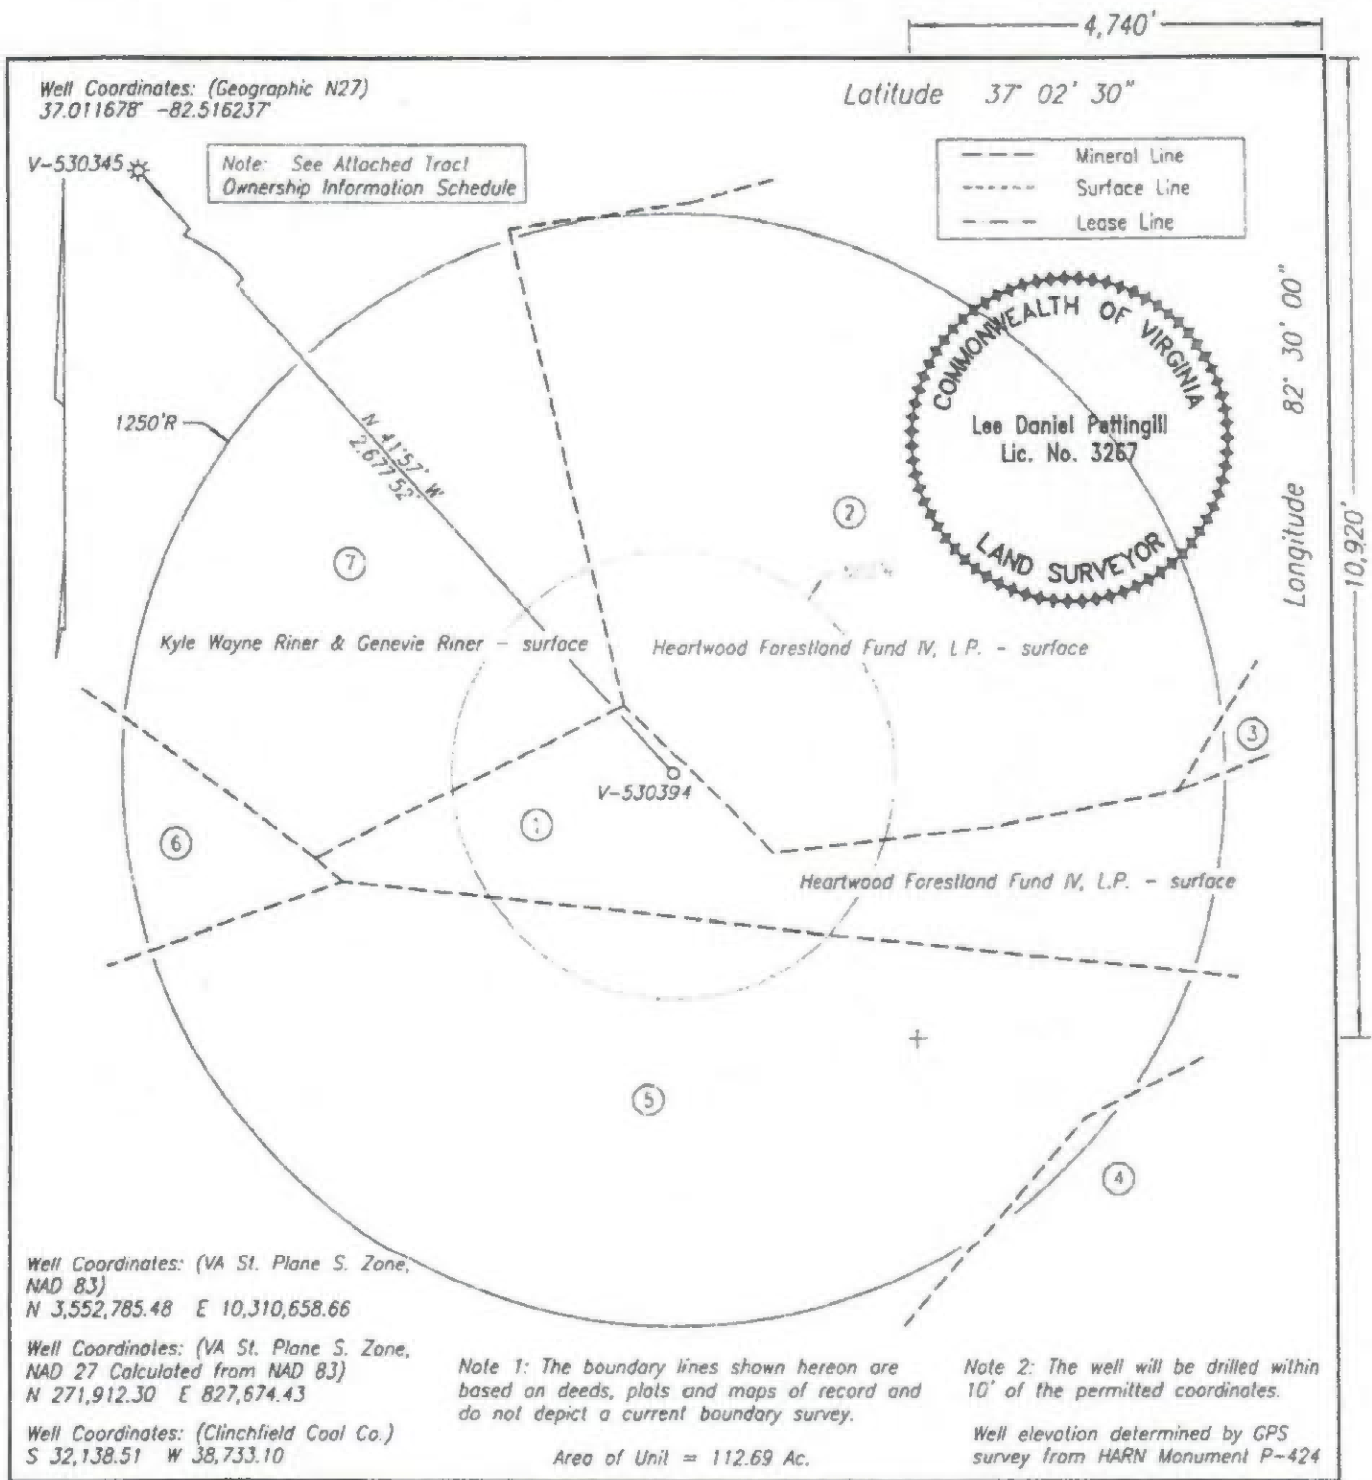 4,740'
Well Coordinates: (Geographic N27)
37.011678° -82.516237°
Latitude 37° 02' 30"
V-530345
Note: See Attached Tract
Ownership Information Schedule
Mineral Line
Surface Line
Lease Line
Longitude 82° 30' 00"
10,920'
COMMONWEALTH OF VIRGINIA
Lee Daniel Pettingill
Lic. No. 3267
LAND SURVEYOR
1250'R
N 41°57' W
2,677.52'
2
7
Kyle Wayne Riner & Genevie Riner - surface
Heartwood Forestland Fund IV, L.P. - surface
3
V-530394
1
6
Heartwood Forestland Fund IV, L.P. - surface
5
4
Well Coordinates: (VA St. Plane S. Zone,
NAD 83)
N 3,552,785.48 E 10,310,658.66
Well Coordinates: (VA St. Plane S. Zone,
NAD 27 Calculated from NAD 83)
N 271,912.30 E 827,674.43
Well Coordinates: (Clinchfield Coal Co.)
S 32,138.51 W 38,733.10
Note 1: The boundary lines shown hereon are
based on deeds, plats and maps of record and
do not depict a current boundary survey.
Area of Unit = 112.69 Ac.
Note 2: The well will be drilled within
10' of the permitted coordinates.
Well elevation determined by GPS
survey from HARN Monument P-424